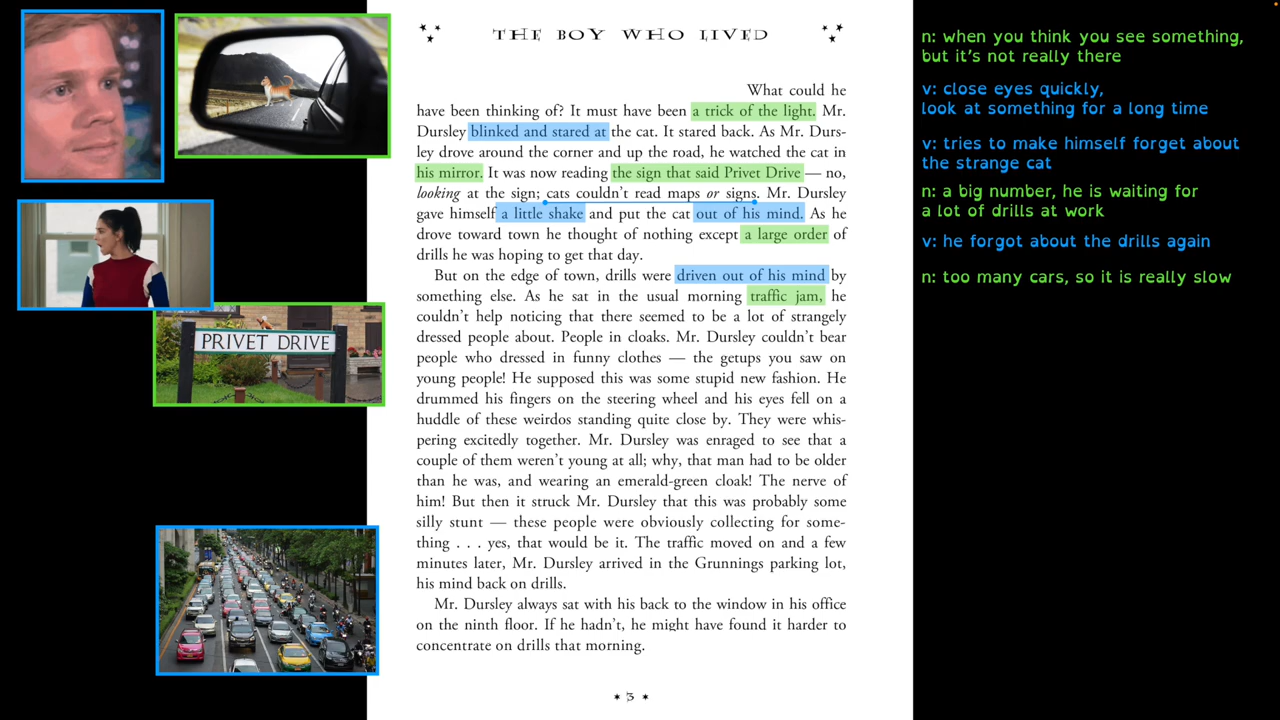 THE BOY WHO LIVED
What could he
have been thinking of? It must have been a trick of the light. Mr.
Dursley blinked and stared at the cat. It stared back. As Mr. Durs-
ley drove around the corner and up the road, he watched the cat in
his mirror. It was now reading the sign that said Privet Drive — no,
looking at the sign; cats couldn't read maps or signs. Mr. Dursley
gave himself a little shake and put the cat out of his mind. As he
drove toward town he thought of nothing except a large order of
drills he was hoping to get that day.
But on the edge of town, drills were driven out of his mind by
something else. As he sat in the usual morning traffic jam, he
couldn't help noticing that there seemed to be a lot of strangely
dressed people about. People in cloaks. Mr. Dursley couldn't bear
people who dressed in funny clothes — the getups you saw on
young people! He supposed this was some stupid new fashion. He
drummed his fingers on the steering wheel and his eyes fell on a
huddle of these weirdos standing quite close by. They were whis-
pering excitedly together. Mr. Dursley was enraged to see that a
couple of them weren't young at all; why, that man had to be older
than he was, and wearing an emerald-green cloak! The nerve of
him! But then it struck Mr. Dursley that this was probably some
silly stunt — these people were obviously collecting for some-
thing . . . yes, that would be it. The traffic moved on and a few
minutes later, Mr. Dursley arrived in the Grunnings parking lot,
his mind back on drills.
Mr. Dursley always sat with his back to the window in his office
on the ninth floor. If he hadn't, he might have found it harder to
concentrate on drills that morning.
3
PRIVET DRIVE
n: when you think you see something,
but it's not really there
v: close eyes quickly,
look at something for a long time
v: tries to make himself forget about
the strange cat
n: a big number, he is waiting for
a lot of drills at work
v: he forgot about the drills again
n: too many cars, so it is really slow